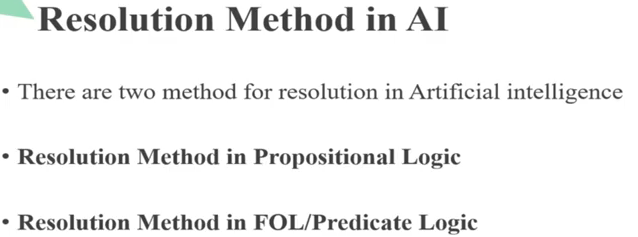 Resolution Method in AI
• There are two method for resolution in Artificial intelligence
• Resolution Method in Propositional Logic
• Resolution Method in FOL/Predicate Logic